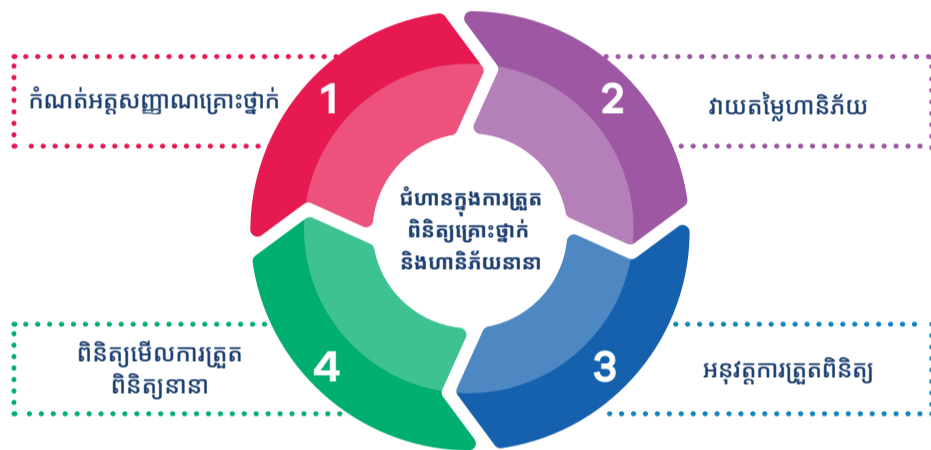 1
កំណត់អត្តសញ្ញាណគ្រោះថ្នាក់
2
វាយតម្លៃហានិភ័យ
ជំហានក្នុងការត្រួត
ពិនិត្យគ្រោះថ្នាក់
និងហានិភ័យនានា
3
អនុវត្តការត្រួតពិនិត្យ
4
ពិនិត្យមើលការត្រួត
ពិនិត្យនានា